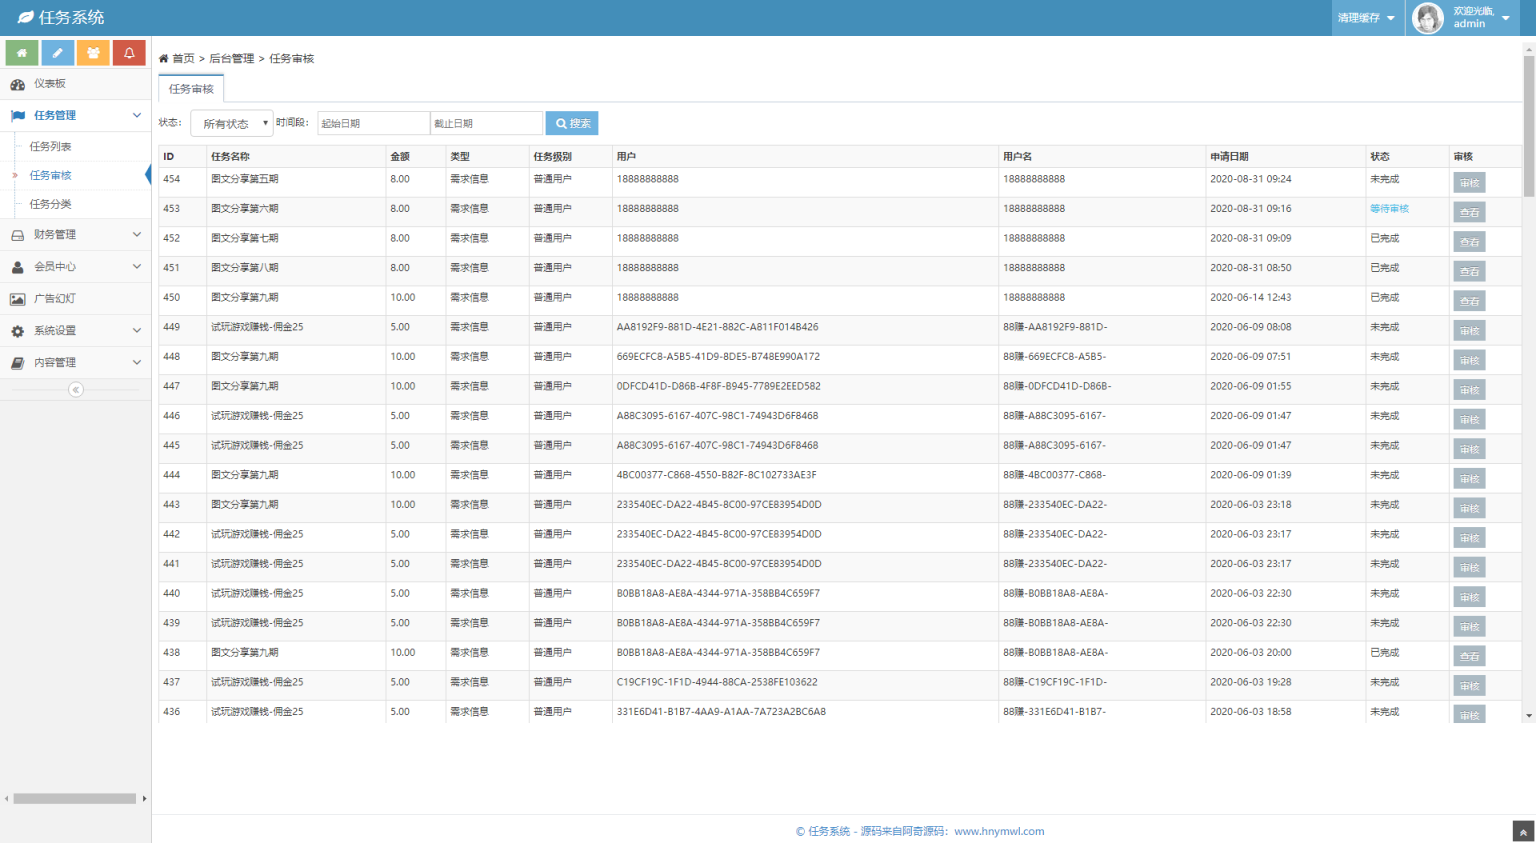 任务系统
清理缓存
欢迎光临,
admin
仪表板
任务管理
任务列表
任务审核
任务分类
财务管理
会员中心
广告幻灯
系统设置
内容管理
首页 > 后台管理 > 任务审核
任务审核
状态: 所有状态 时间段: 起始日期 截止日期 搜索
ID 任务名称 金额 类型 任务级别 用户 用户名 申请日期 状态 审核
454 图文分享第五期 8.00 需求信息 普通用户 18888888888 18888888888 2020-08-31 09:24 未完成 审核
453 图文分享第六期 8.00 需求信息 普通用户 18888888888 18888888888 2020-08-31 09:16 等待审核 查看
452 图文分享第七期 8.00 需求信息 普通用户 18888888888 18888888888 2020-08-31 09:09 已完成 查看
451 图文分享第八期 8.00 需求信息 普通用户 18888888888 18888888888 2020-08-31 08:50 已完成 查看
450 图文分享第九期 10.00 需求信息 普通用户 18888888888 18888888888 2020-06-14 12:43 已完成 查看
449 试玩游戏赚钱-佣金25 5.00 需求信息 普通用户 AA8192F9-881D-4E21-882C-A811F014B426 88赚-AA8192F9-881D- 2020-06-09 08:08 未完成 审核
448 图文分享第九期 10.00 需求信息 普通用户 669ECFC8-A5B5-41D9-8DE5-B748E990A172 88赚-669ECFC8-A5B5- 2020-06-09 07:51 未完成 审核
447 图文分享第九期 10.00 需求信息 普通用户 0DFCD41D-D86B-4F8F-B945-7789E2EED582 88赚-0DFCD41D-D86B- 2020-06-09 01:55 未完成 审核
446 试玩游戏赚钱-佣金25 5.00 需求信息 普通用户 A88C3095-6167-407C-98C1-74943D6F8468 88赚-A88C3095-6167- 2020-06-09 01:47 未完成 审核
445 试玩游戏赚钱-佣金25 5.00 需求信息 普通用户 A88C3095-6167-407C-98C1-74943D6F8468 88赚-A88C3095-6167- 2020-06-09 01:47 未完成 审核
444 图文分享第九期 10.00 需求信息 普通用户 4BC00377-C868-4550-B82F-8C102733AE3F 88赚-4BC00377-C868- 2020-06-09 01:39 未完成 审核
443 图文分享第九期 10.00 需求信息 普通用户 233540EC-DA22-4B45-8C00-97CE83954D0D 88赚-233540EC-DA22- 2020-06-03 23:18 未完成 审核
442 试玩游戏赚钱-佣金25 5.00 需求信息 普通用户 233540EC-DA22-4B45-8C00-97CE83954D0D 88赚-233540EC-DA22- 2020-06-03 23:17 未完成 审核
441 试玩游戏赚钱-佣金25 5.00 需求信息 普通用户 233540EC-DA22-4B45-8C00-97CE83954D0D 88赚-233540EC-DA22- 2020-06-03 23:17 未完成 审核
440 试玩游戏赚钱-佣金25 5.00 需求信息 普通用户 B0BB18A8-AE8A-4344-971A-358BB4C659F7 88赚-B0BB18A8-AE8A- 2020-06-03 22:30 未完成 审核
439 试玩游戏赚钱-佣金25 5.00 需求信息 普通用户 B0BB18A8-AE8A-4344-971A-358BB4C659F7 88赚-B0BB18A8-AE8A- 2020-06-03 22:30 未完成 审核
438 图文分享第九期 10.00 需求信息 普通用户 B0BB18A8-AE8A-4344-971A-358BB4C659F7 88赚-B0BB18A8-AE8A- 2020-06-03 20:00 已完成 查看
437 试玩游戏赚钱-佣金25 5.00 需求信息 普通用户 C19CF19C-1F1D-4944-88CA-2538FE103622 88赚-C19CF19C-1F1D- 2020-06-03 19:28 未完成 审核
436 试玩游戏赚钱-佣金25 5.00 需求信息 普通用户 331E6D41-B1B7-4AA9-A1AA-7A723A2BC6A8 88赚-331E6D41-B1B7- 2020-06-03 18:58 未完成 审核
© 任务系统 - 源码来自阿奇源码: www.hnymwl.com